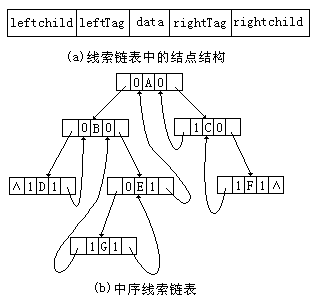 leftchild leftTag data rightTag rightchild
(a)线索链表中的结点结构
0 A 0
0 B 0 1 C 0
∧ 1 D 1 0 E 1 1 F 1 ∧
1 G 1
(b)中序线索链表